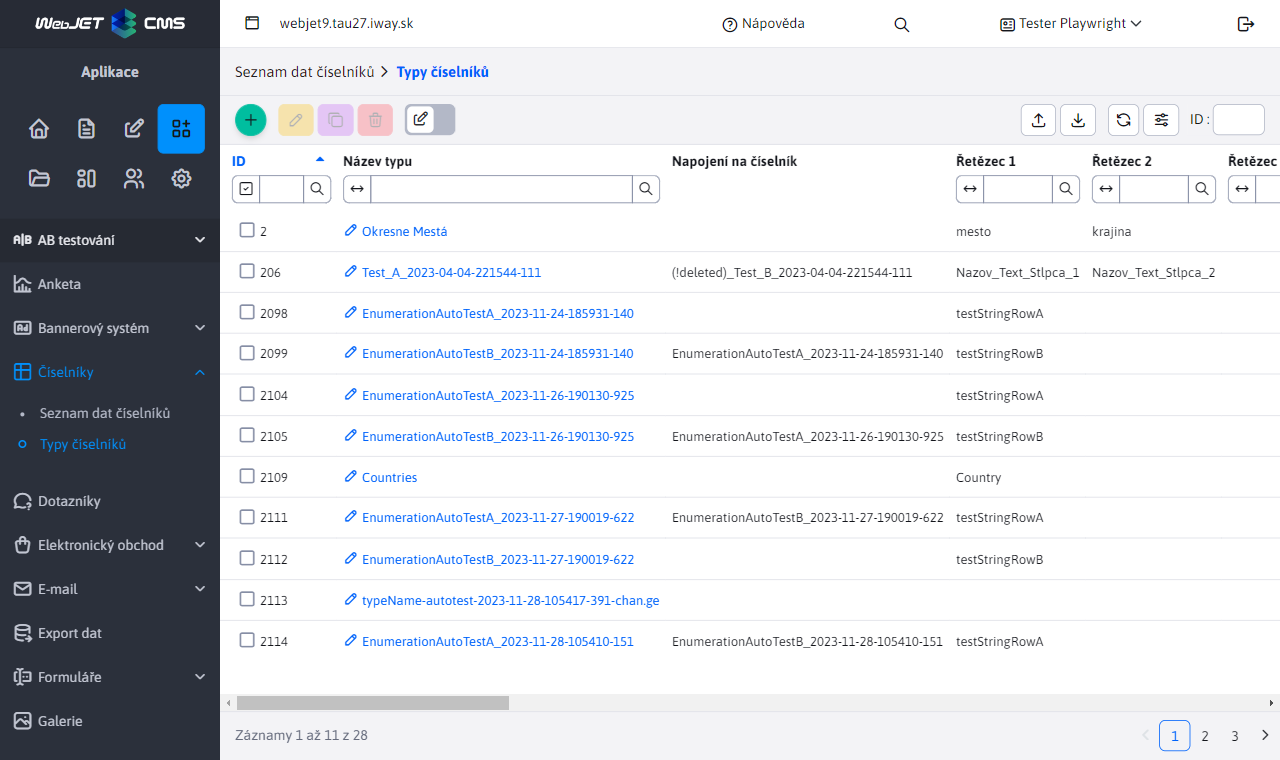 WebJET CMS
webjet9.tau27.iway.sk
Nápověda
Tester Playwright
Aplikace
Seznam dat číselníků
Typy číselníků
ID :
ID
Název typu
Napojení na číselník
Řetězec 1
Řetězec 2
Řetězec
2
Okresne Mestá
mesto
krajina
206
Test_A_2023-04-04-221544-111
(!deleted)_Test_B_2023-04-04-221544-111
Nazov_Text_Stlpca_1
Nazov_Text_Stlpca_2
2098
EnumerationAutoTestA_2023-11-24-185931-140
testStringRowA
2099
EnumerationAutoTestB_2023-11-24-185931-140
EnumerationAutoTestA_2023-11-24-185931-140
testStringRowB
2104
EnumerationAutoTestA_2023-11-26-190130-925
testStringRowA
2105
EnumerationAutoTestB_2023-11-26-190130-925
EnumerationAutoTestA_2023-11-26-190130-925
testStringRowB
2109
Countries
Country
2111
EnumerationAutoTestA_2023-11-27-190019-622
EnumerationAutoTestB_2023-11-27-190019-622
testStringRowA
2112
EnumerationAutoTestB_2023-11-27-190019-622
testStringRowB
2113
typeName-autotest-2023-11-28-105417-391-chan.ge
2114
EnumerationAutoTestA_2023-11-28-105410-151
EnumerationAutoTestB_2023-11-28-105410-151
testStringRowA
Záznamy 1 až 11 z 28
1
2
3
A|B AB testování
Anketa
Ad Bannerový systém
Číselníky
Seznam dat číselníků
Typy číselníků
Dotazníky
Elektronický obchod
E-mail
Export dat
Formuláře
Galerie